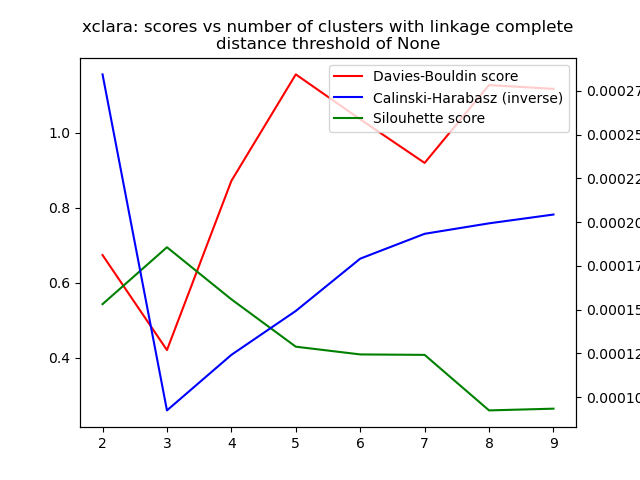 xclara: scores vs number of clusters with linkage complete
distance threshold of None
Davies-Bouldin score
Calinski-Harabasz (inverse)
Silouhette score
1.0
0.8
0.6
0.4
0.00027
0.00025
0.00022
0.00020
0.00017
0.00015
0.00012
0.00010
2 3 4 5 6 7 8 9